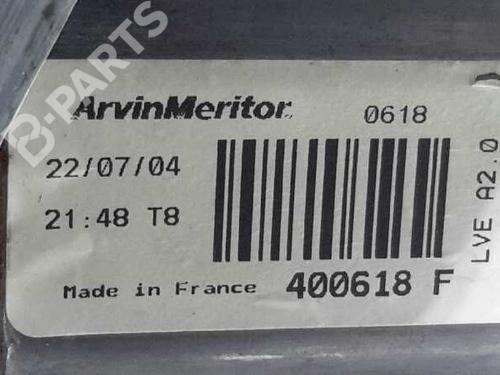 B-PARTS
ArvinMeritor 0618
22/07/04
21:48 T8
Made in France 400618 F
LVE A2.0